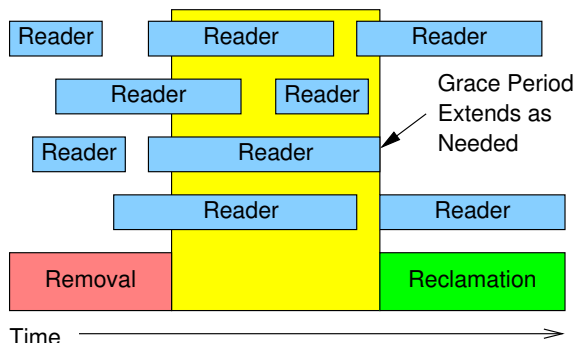 Reader
Reader
Reader
Reader
Reader
Grace Period
Extends as
Needed
Reader
Reader
Reader
Reader
Removal
Reclamation
Time